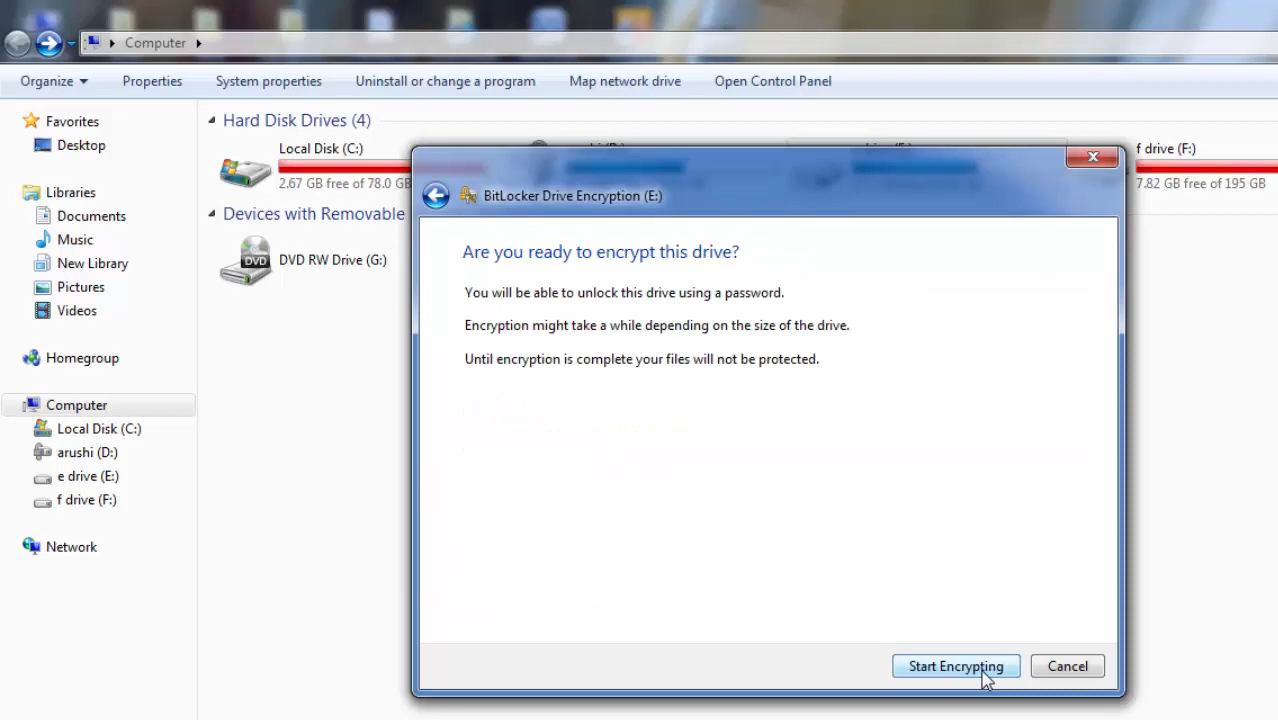 Computer
Organize
Properties
System properties
Uninstall or change a program
Map network drive
Open Control Panel
Favorites
Desktop
Libraries
Documents
Music
New Library
Pictures
Videos
Homegroup
Computer
Local Disk (C:)
arushi (D:)
e drive (E:)
f drive (F:)
Network
Hard Disk Drives (4)
Local Disk (C:)
2.67 GB free of 78.0 GB
f drive (F:)
7.82 GB free of 195 GB
Devices with Removable
DVD
DVD RW Drive (G:)
BitLocker Drive Encryption (E:)
Are you ready to encrypt this drive?
You will be able to unlock this drive using a password.
Encryption might take a while depending on the size of the drive.
Until encryption is complete your files will not be protected.
Start Encrypting
Cancel